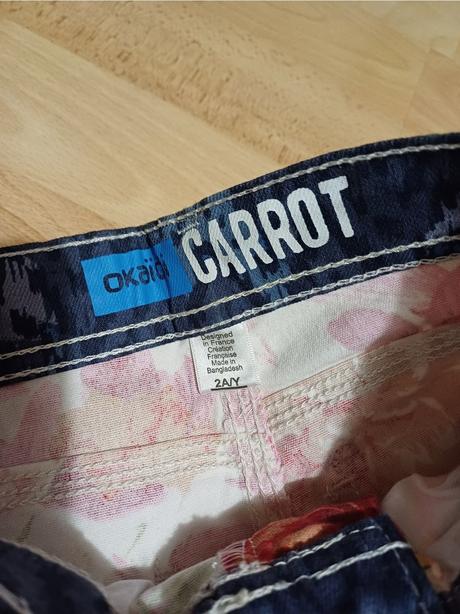 Okaïdi CARROT
Designed
in France
Création
Française
Made in
Bangladesh
2A/Y